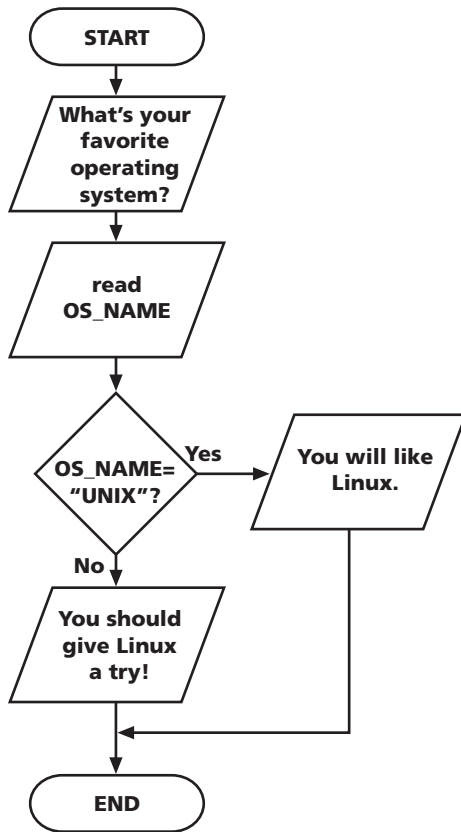 START
What's your
favorite
operating
system?
read
OS_NAME
OS_NAME=
“UNIX”?
Yes
You will like
Linux.
No
You should
give Linux
a try!
END